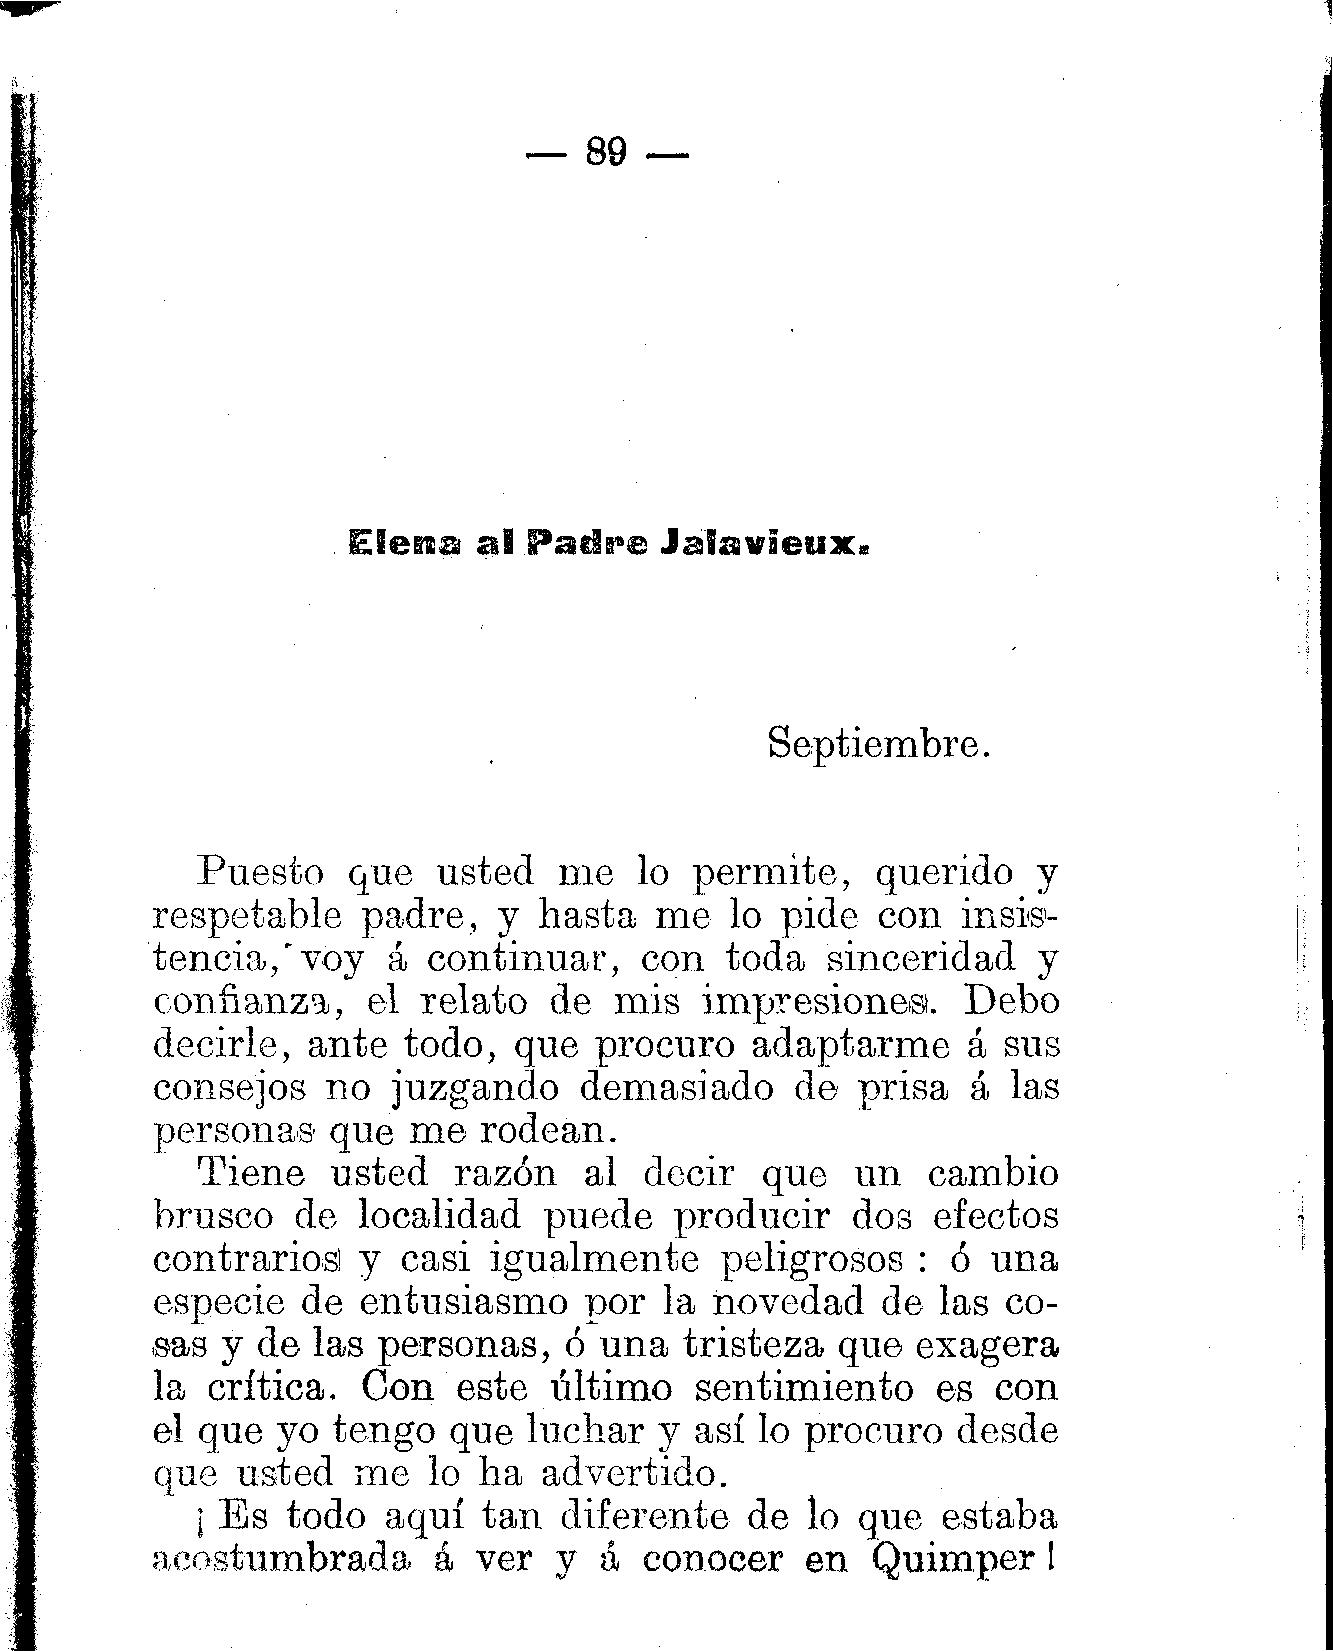 — 89 —
Elena al Padre Jalavieux.
Septiembre.
Puesto que usted me lo permite, querido y
respetable padre, y hasta me lo pide con insis-
tencia, voy á continuar, con toda sinceridad y
confianza, el relato de mis impresiones. Debo
decirle, ante todo, que procuro adaptarme á sus
consejos no juzgando demasiado de prisa á las
personas que me rodean.
Tiene usted razón al decir que un cambio
brusco de localidad puede producir dos efectos
contrarios y casi igualmente peligrosos : ó una
especie de entusiasmo por la novedad de las co-
sas y de las personas, ó una tristeza que exagera
la crítica. Con este último sentimiento es con
el que yo tengo que luchar y así lo procuro desde
que usted me lo ha advertido.
¡ Es todo aquí tan diferente de lo que estaba
acostumbrada á ver y á conocer en Quimper !